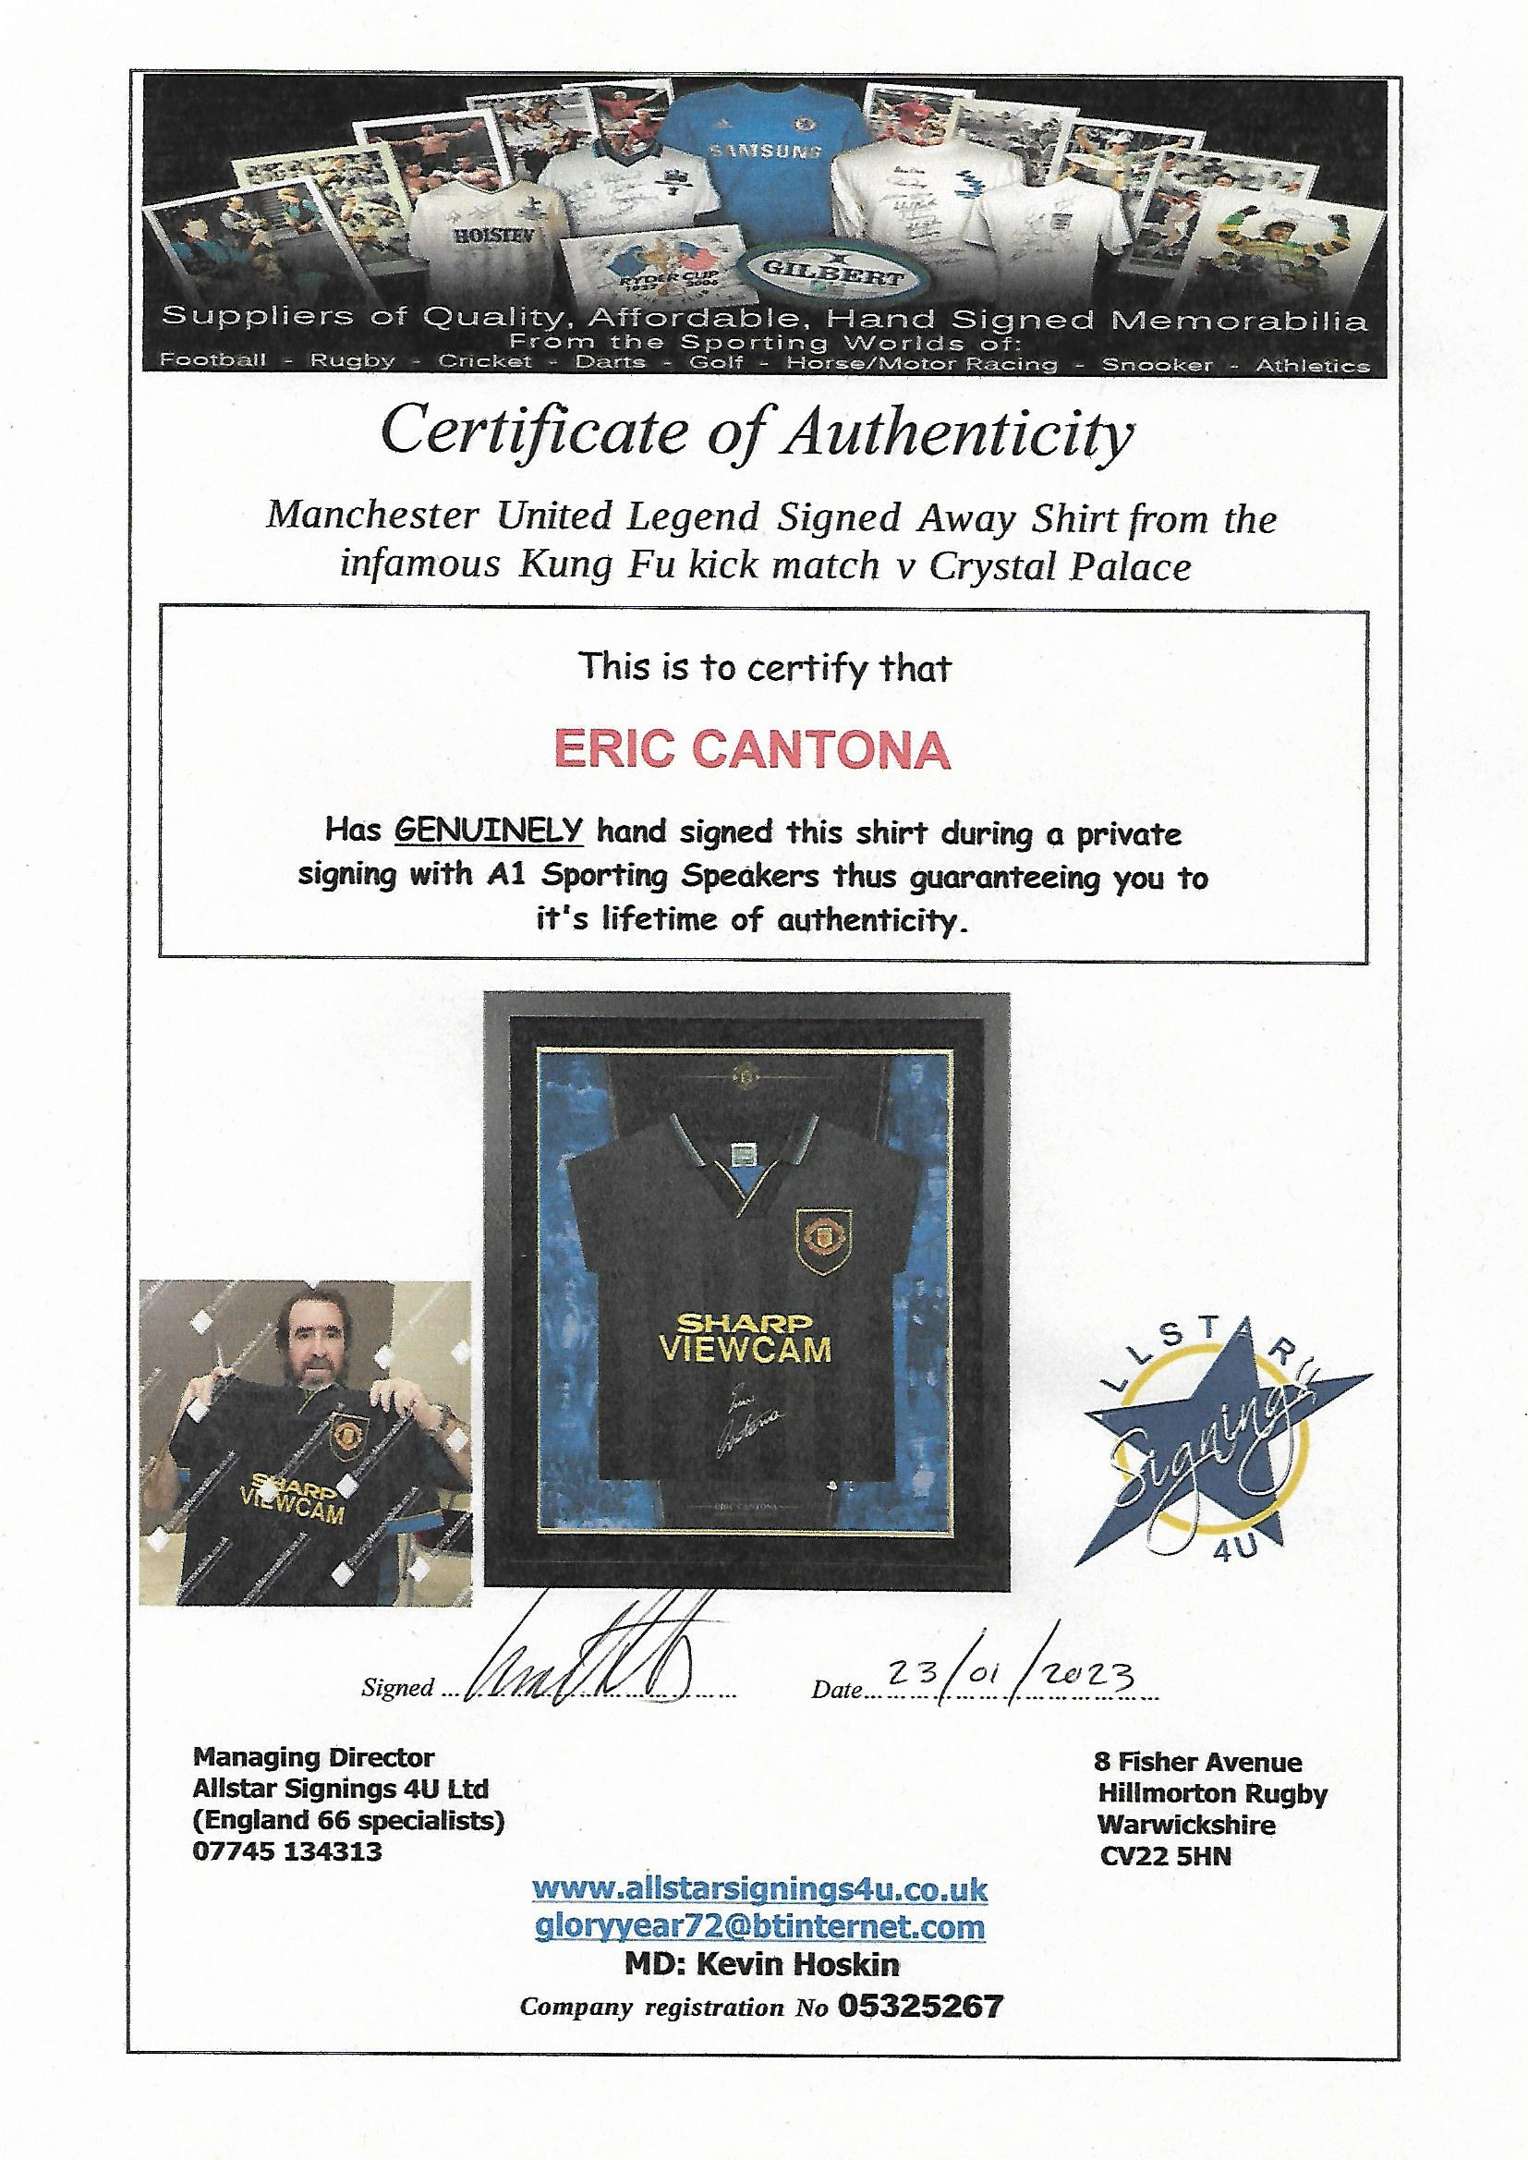 SAMSUNG
HOLSTEN
RYDER CUP
GILBERT
Suppliers of Quality, Affordable, Hand Signed Memorabilia
From the Sporting Worlds of:
Football - Rugby - Cricket - Darts - Golf - Horse/Motor Racing - Snooker - Athletics
Certificate of Authenticity
Manchester United Legend Signed Away Shirt from the
infamous Kung Fu kick match v Crystal Palace
This is to certify that
ERIC CANTONA
Has GENUINELY hand signed this shirt during a private
signing with A1 Sporting Speakers thus guaranteeing you to
it's lifetime of authenticity.
SHARP
VIEWCAM
Eric
Cantona
ERIC CANTONA
SHARP
VIEWCAM
LLSTAR
Signings
4U
Signed ...
Date... 23/01/2023
Managing Director
Allstar Signings 4U Ltd
(England 66 specialists)
07745 134313
8 Fisher Avenue
Hillmorton Rugby
Warwickshire
CV22 5HN
www.allstarsignings4u.co.uk
gloryyear72@btinternet.com
MD: Kevin Hoskin
Company registration No 05325267